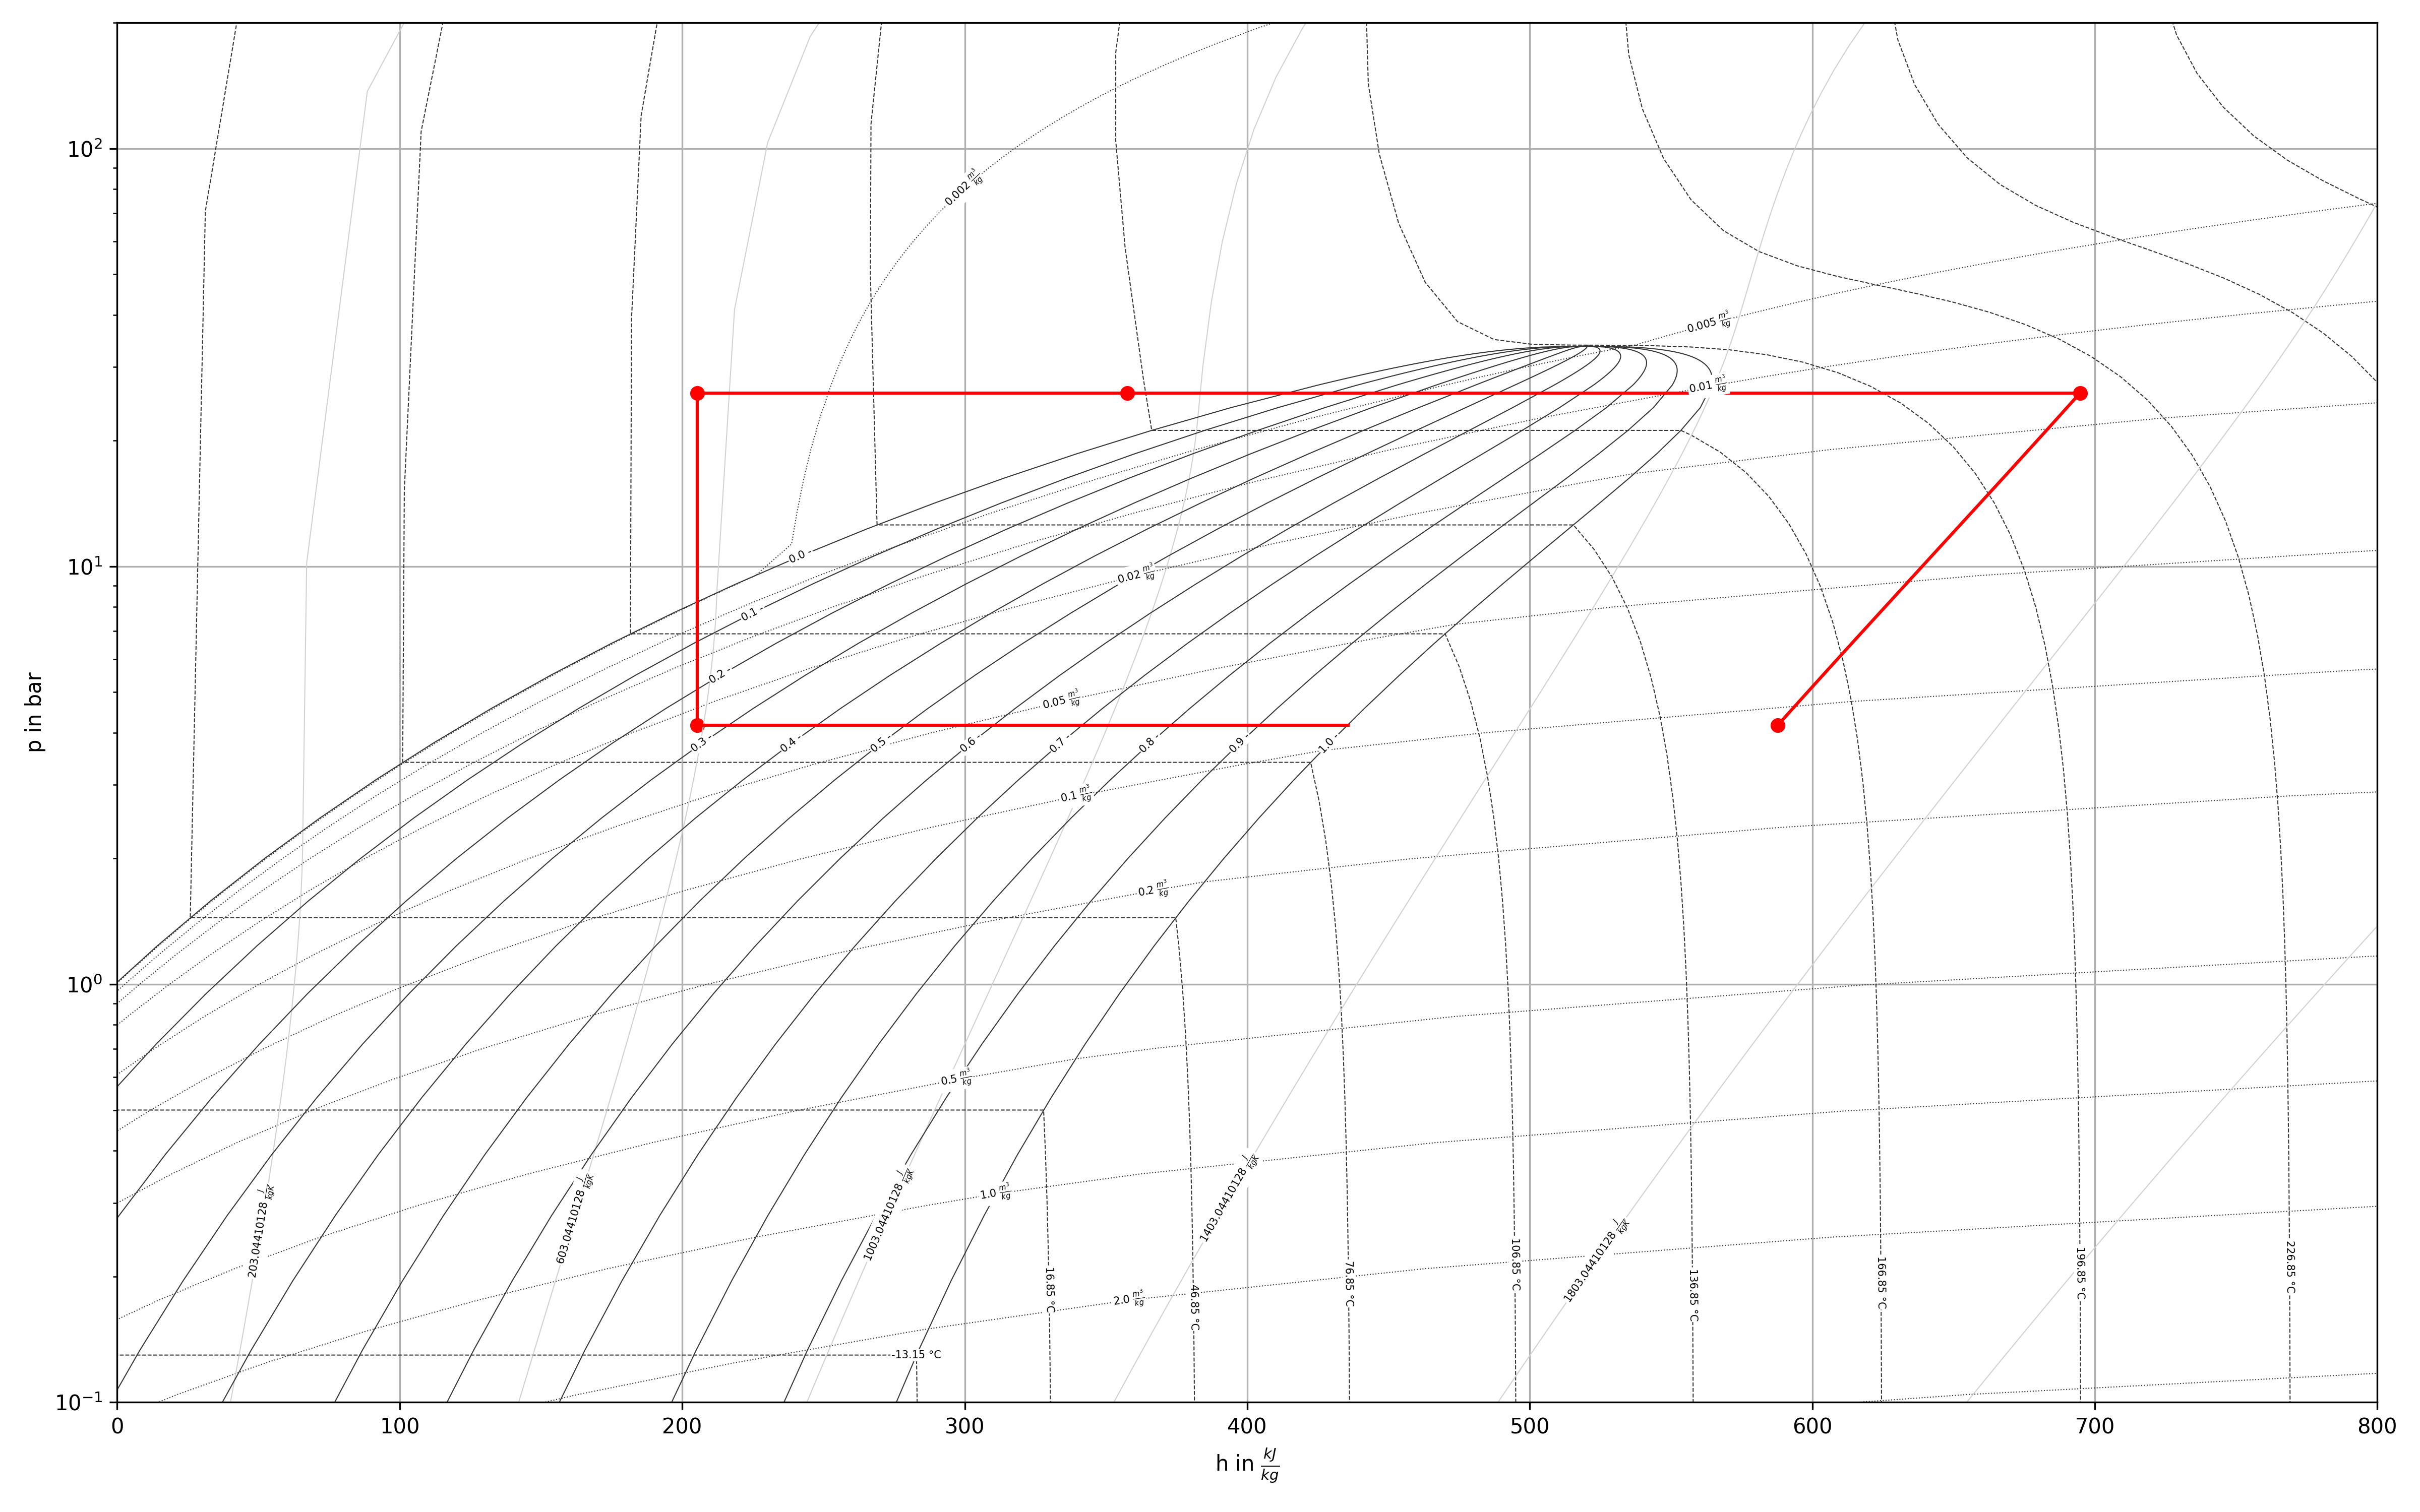 10²
10¹
10⁰
10⁻¹
p in bar
0
100
200
300
400
500
600
700
800
h in kJ/kg
0.002 m³/kg
0.005 m³/kg
0.01 m³/kg
0.02 m³/kg
0.05 m³/kg
0.1 m³/kg
0.2 m³/kg
0.5 m³/kg
1.0 m³/kg
2.0 m³/kg
0.0
0.1
0.2
0.3
0.4
0.5
0.6
0.7
0.8
0.9
1.0
203.04410128 J/kgK
603.04410128 J/kgK
1003.04410128 J/kgK
1403.04410128 J/kgK
1803.04410128 J/kgK
-13.15 °C
16.85 °C
46.85 °C
76.85 °C
106.85 °C
136.85 °C
166.85 °C
196.85 °C
226.85 °C